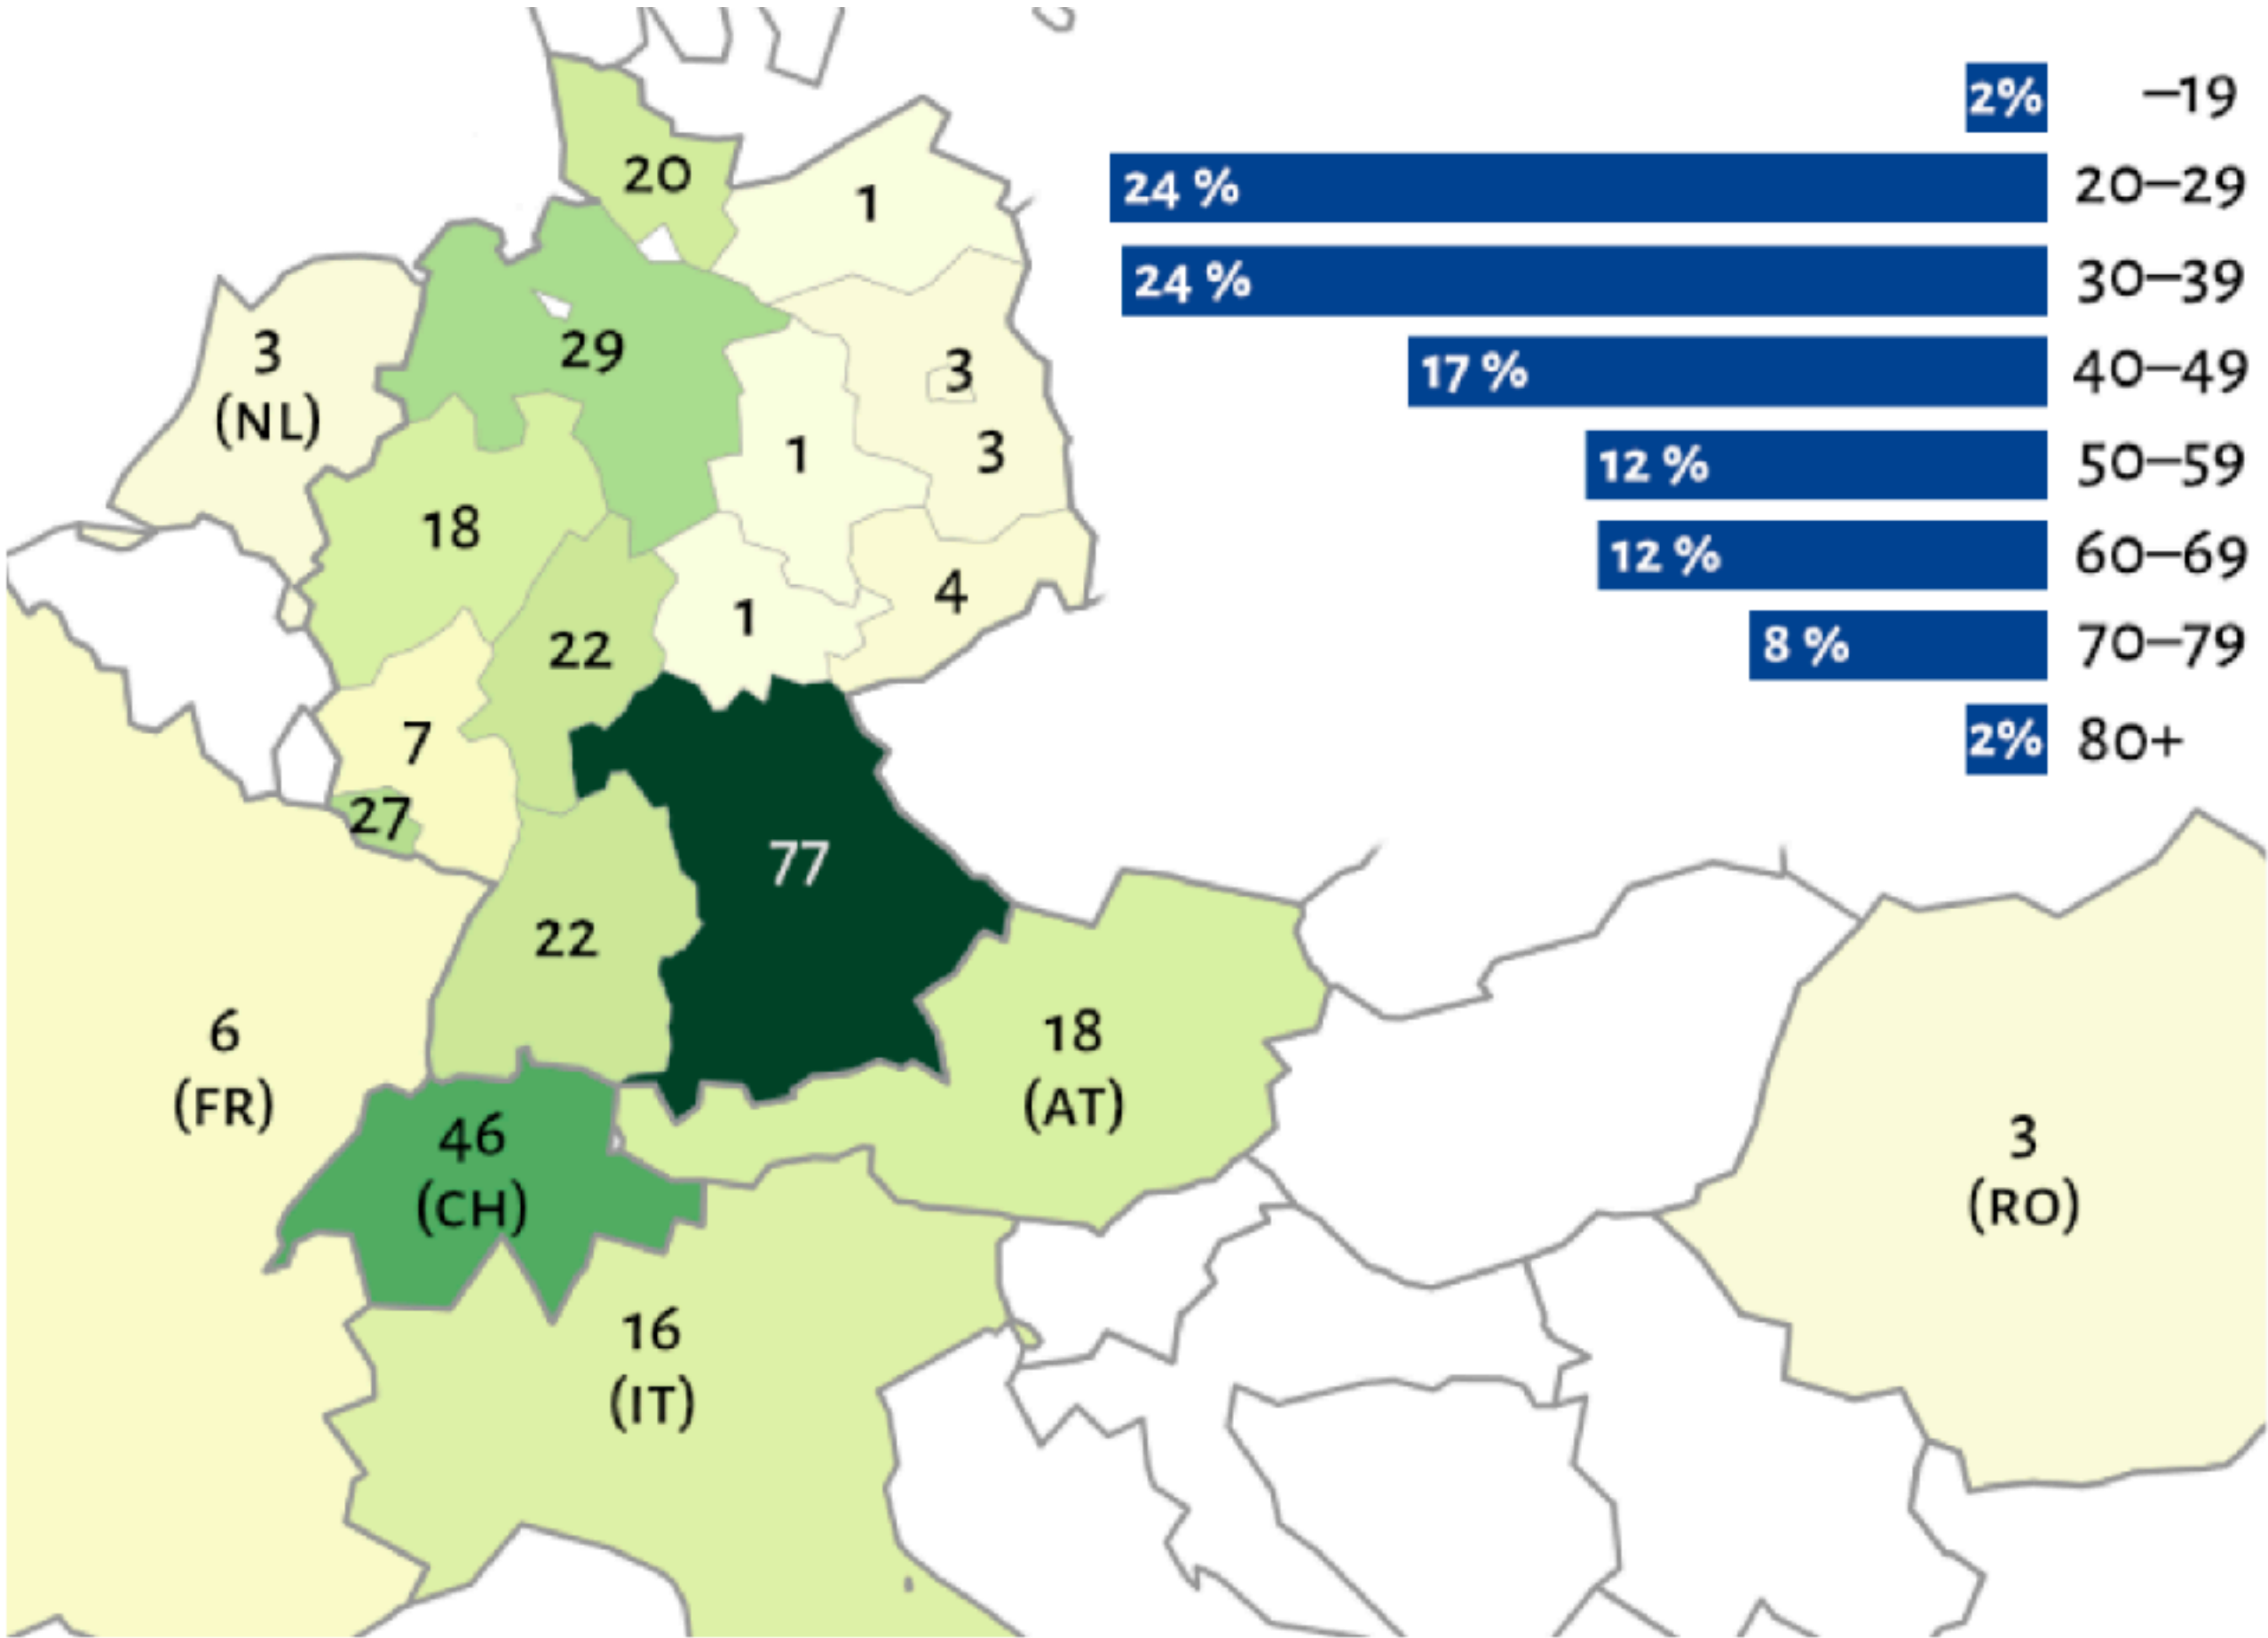 2% –19
24 % 20–29
24 % 30–39
17 % 40–49
12 % 50–59
12 % 60–69
8 % 70–79
2% 80+
20
1
29
3
(NL)
3
3
1
18
4
1
22
7
27
77
22
6
(FR)
18
(AT)
46
(CH)
3
(RO)
16
(IT)